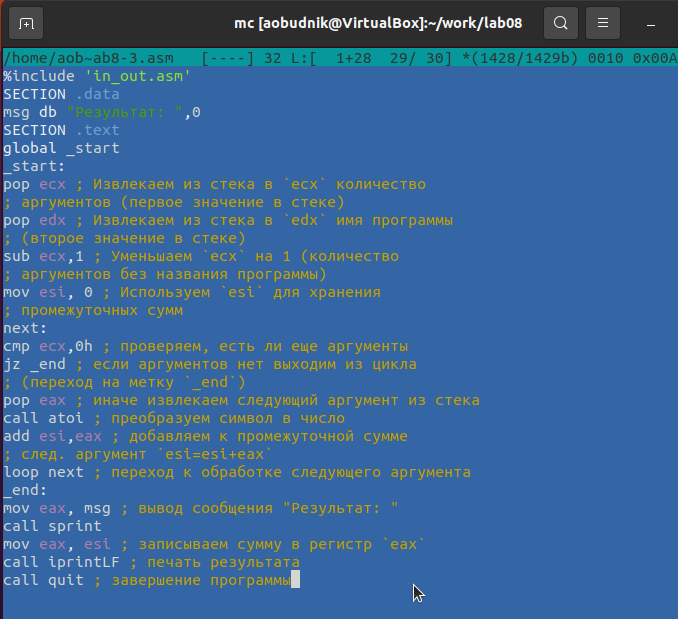 mc [aobudnik@VirtualBox]:~/work/lab08
/home/aob~ab8-3.asm   [----] 32 L:[  1+28  29/ 30] *(1428/1429b) 0010 0x00A
%include 'in_out.asm'
SECTION .data
msg db "Результат: ",0
SECTION .text
global _start
_start:
pop ecx ; Извлекаем из стека в `ecx` количество
; аргументов (первое значение в стеке)
pop edx ; Извлекаем из стека в `edx` имя программы
; (второе значение в стеке)
sub ecx,1 ; Уменьшаем `ecx` на 1 (количество
; аргументов без названия программы)
mov esi, 0 ; Используем `esi` для хранения
; промежуточных сумм
next:
cmp ecx,0h ; проверяем, есть ли еще аргументы
jz _end ; если аргументов нет выходим из цикла
; (переход на метку `_end`)
pop eax ; иначе извлекаем следующий аргумент из стека
call atoi ; преобразуем символ в число
add esi,eax ; добавляем к промежуточной сумме
; след. аргумент `esi=esi+eax`
loop next ; переход к обработке следующего аргумента
_end:
mov eax, msg ; вывод сообщения "Результат: "
call sprint
mov eax, esi ; записываем сумму в регистр `eax`
call iprintLF ; печать результата
call quit ; завершение программы